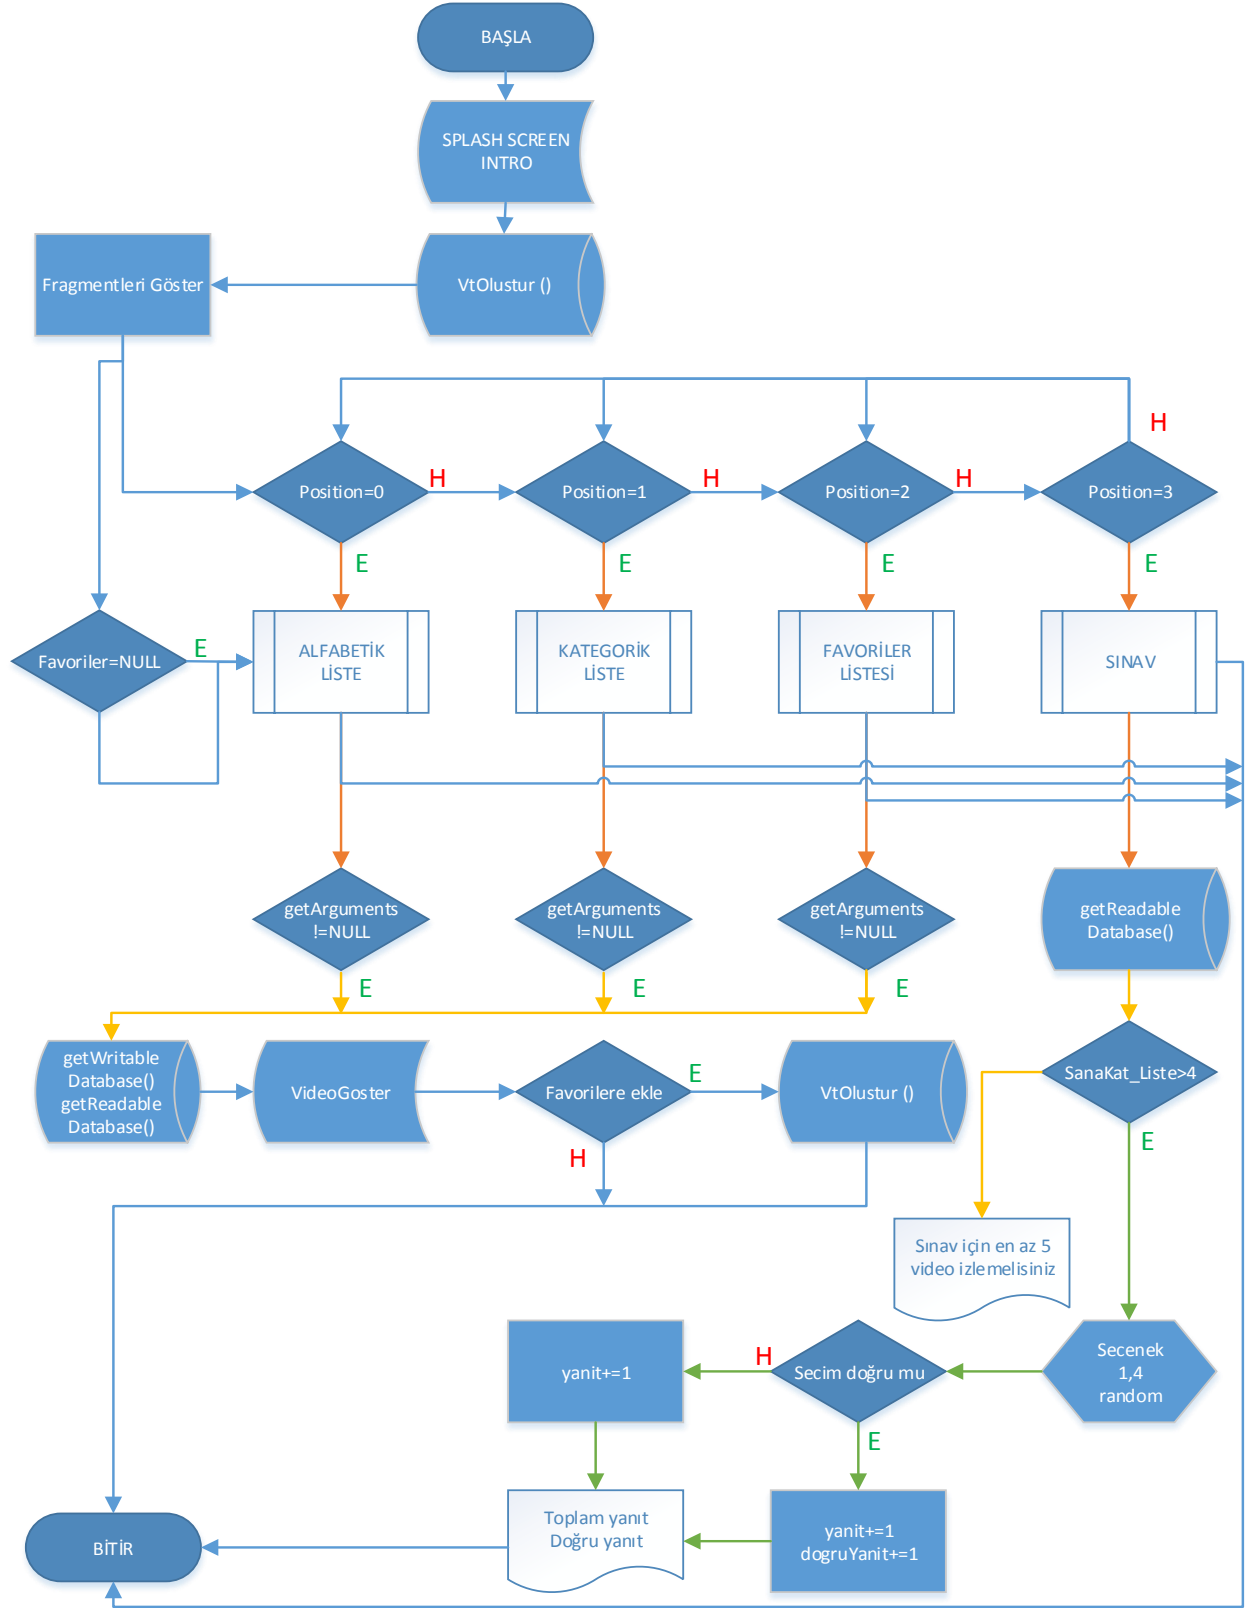 BAŞLA
SPLASH SCREEN
INTRO
Fragmentleri Göster
VtOlustur ()
H
Position=0
H
Position=1
H
Position=2
H
Position=3
E
E
E
E
Favoriler=NULL
E
ALFABETİK
LİSTE
KATEGORİK
LİSTE
FAVORİLER
LİSTESİ
SINAV
getArguments
!=NULL
getArguments
!=NULL
getArguments
!=NULL
getReadable
Database()
E
E
E
getWritable
Database()
getReadable
Database()
VideoGoster
Favorilere ekle
E
VtOlustur ()
SanaKat_Liste>4
H
E
Sınav için en az 5
video izlemelisiniz
yanit+=1
H
Secim doğru mu
Secenek
1,4
random
E
Toplam yanıt
Doğru yanıt
yanit+=1
dogruYanit+=1
BİTİR